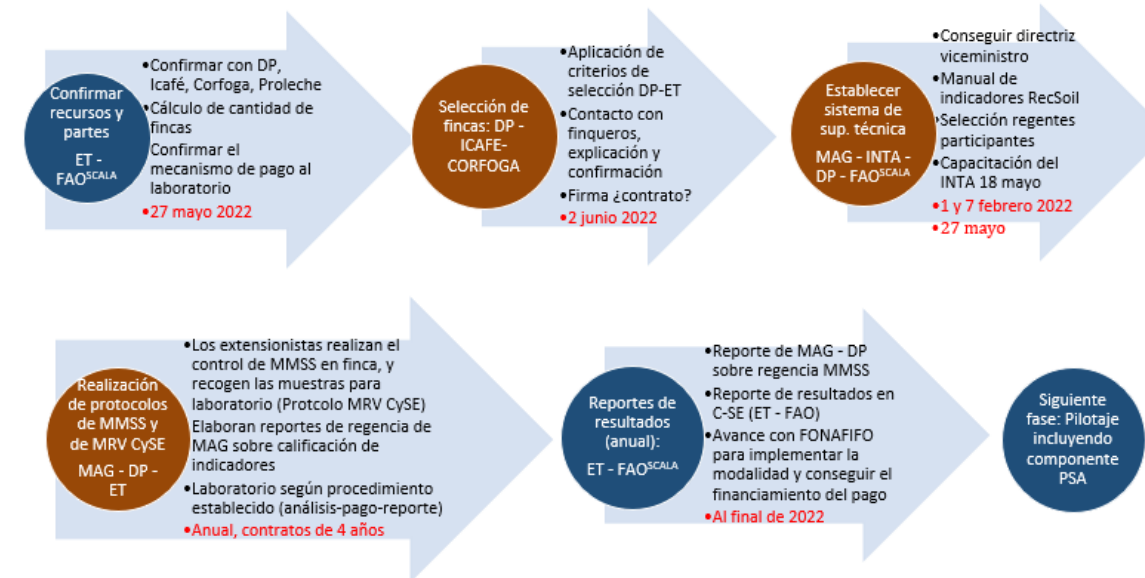 Confirmar
recursos y
partes
ET -
FAO^SCALA
•Confirmar con DP,
Icafé, Corfoga, Proleche
•Cálculo de cantidad de
fincas
•Confirmar el
mecanismo de pago al
laboratorio
•27 mayo 2022
Selección de
fincas: DP -
ICAFE-
CORFOGA
•Aplicación de
criterios de
selección DP-ET
•Contacto con
finqueros,
explicación y
confirmación
•Firma ¿contrato?
•2 junio 2022
Establecer
sistema de
sup. técnica
MAG - INTA -
DP - FAO^SCALA
•Conseguir directriz
viceministro
•Manual de
indicadores RecSoil
•Selección regentes
participantes
•Capacitación del
INTA 18 mayo
•1 y 7 febrero 2022
•27 mayo
Realización
de protocolos
de MMSS y
de MRV CySE
MAG - DP -
ET
•Los extensionistas realizan el
control de MMSS en finca, y
recogen las muestras para
laboratorio (Protcolo MRV CySE)
•Elaboran reportes de regencia de
MAG sobre calificación de
indicadores
•Laboratorio según procedimiento
establecido (análisis-pago-reporte)
•Anual, contratos de 4 años
Reportes de
resultados
(anual):
ET - FAO^SCALA
•Reporte de MAG - DP
sobre regencia MMSS
•Reporte de resultados en
C-SE (ET - FAO)
•Avance con FONAFIFO
para implementar la
modalidad y conseguir el
financiamiento del pago
•Al final de 2022
Siguiente
fase: Pilotaje
incluyendo
componente
PSA